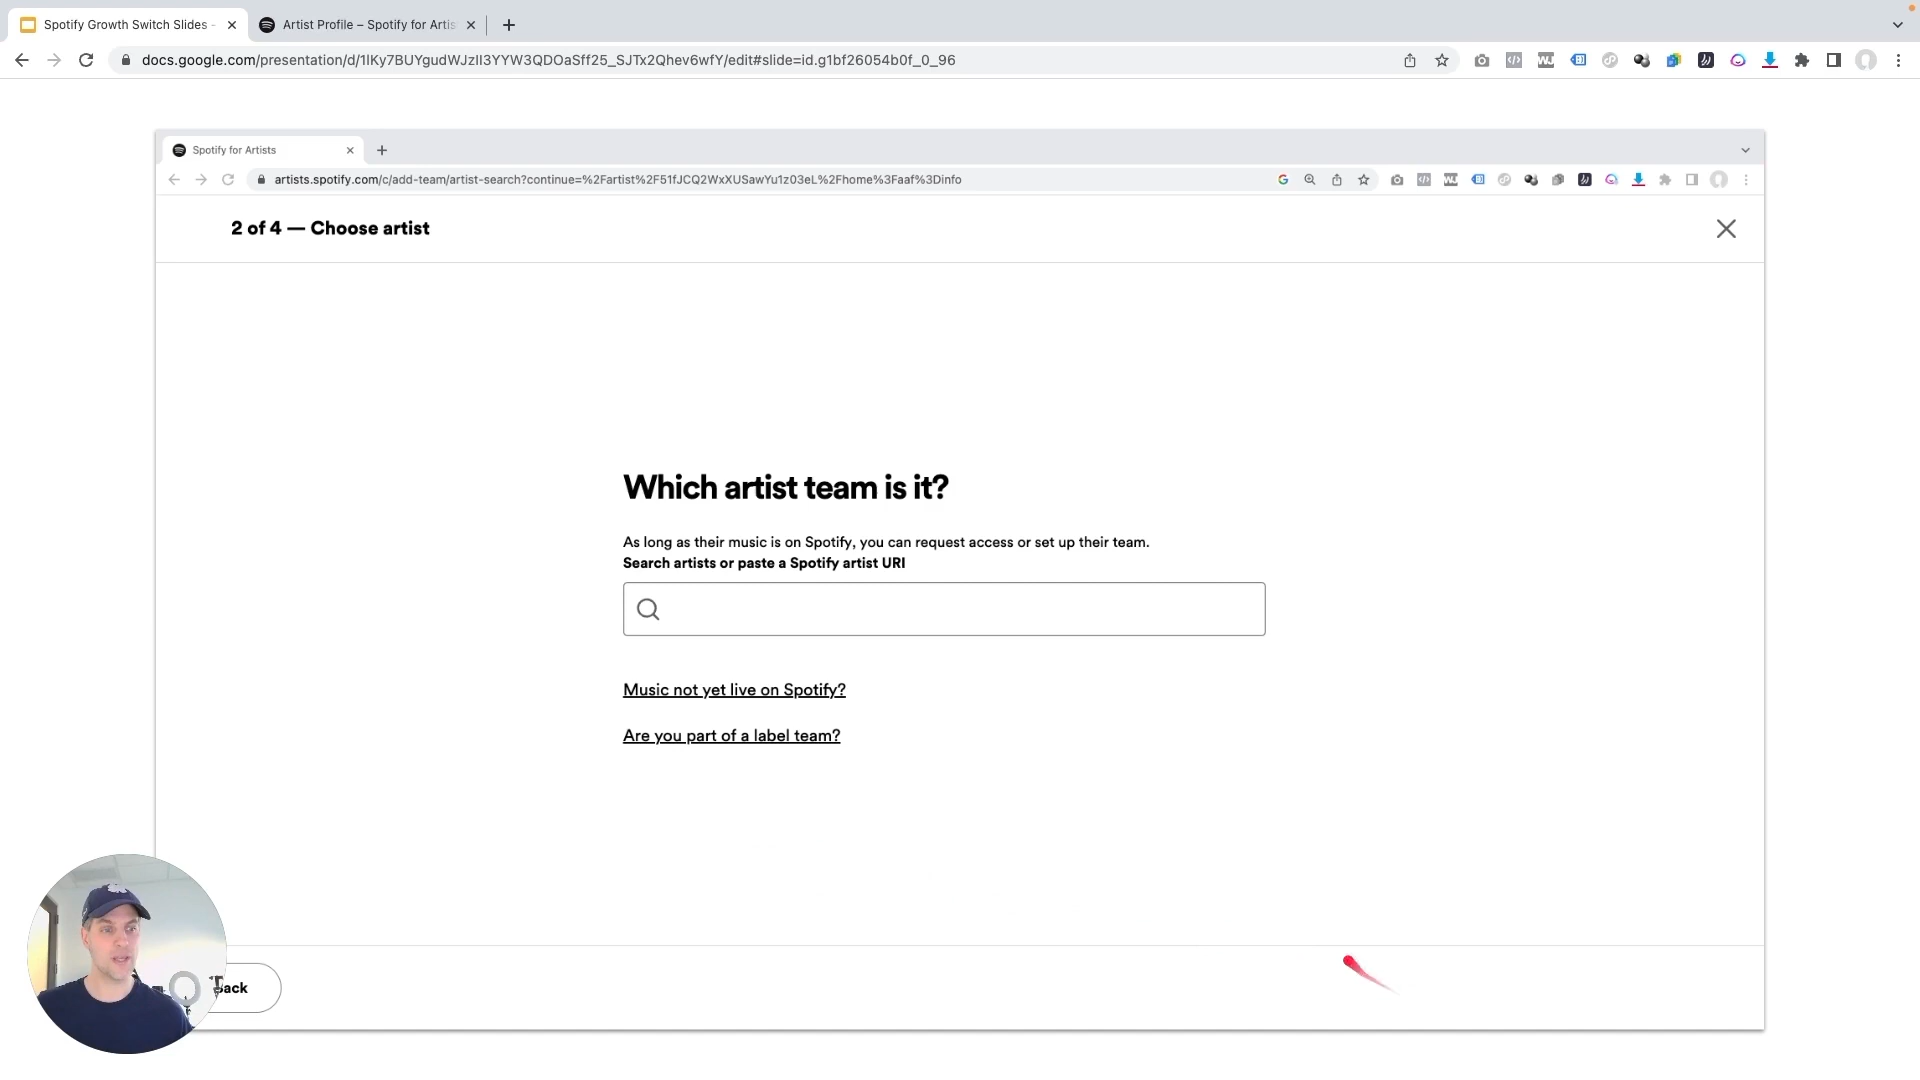 Spotify Growth Switch Slides -
Artist Profile – Spotify for Artis
docs.google.com/presentation/d/1lKy7BUYgudWJzII3YYW3QDOaSff25_SJTx2Qhev6wfY/edit#slide=id.g1bf26054b0f_0_96
Spotify for Artists
artists.spotify.com/c/add-team/artist-search?continue=%2Fartist%2F51fJCQ2WxXUSawYu1z03eL%2Fhome%3Faaf%3Dinfo
2 of 4 — Choose artist
Which artist team is it?
As long as their music is on Spotify, you can request access or set up their team.
Search artists or paste a Spotify artist URI
Music not yet live on Spotify?
Are you part of a label team?